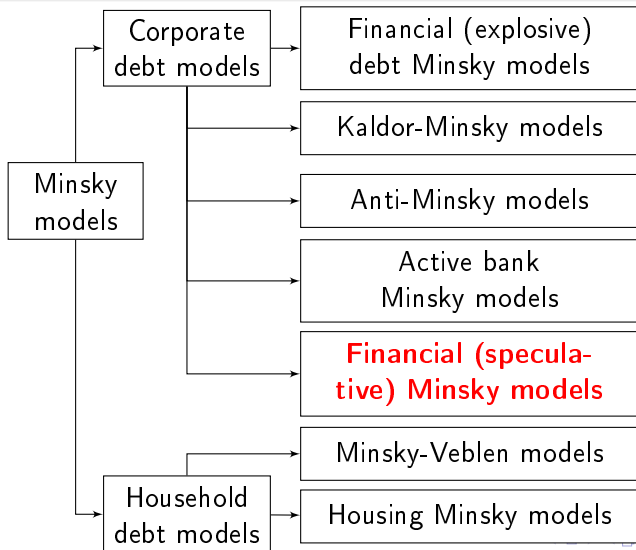 Corporate
debt models
Financial (explosive)
debt Minsky models
Kaldor-Minsky models
Minsky
models
Anti-Minsky models
Active bank
Minsky models
Financial (specula-
tive) Minsky models
Minsky-Veblen models
Household
debt models
Housing Minsky models